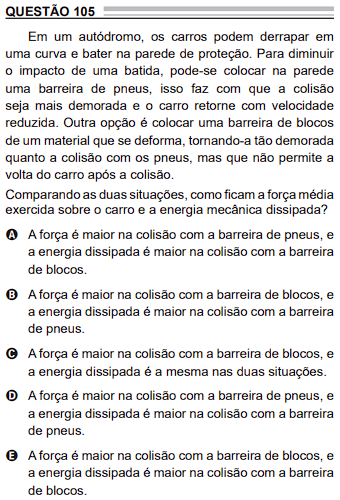 QUESTÃO 105
Em um autódromo, os carros podem derrapar em
uma curva e bater na parede de proteção. Para diminuir
o impacto de uma batida, pode-se colocar na parede
uma barreira de pneus, isso faz com que a colisão
seja mais demorada e o carro retorne com velocidade
reduzida. Outra opção é colocar uma barreira de blocos
de um material que se deforma, tornando-a tão demorada
quanto a colisão com os pneus, mas que não permite a
volta do carro após a colisão.
Comparando as duas situações, como ficam a força média
exercida sobre o carro e a energia mecânica dissipada?
A A força é maior na colisão com a barreira de pneus, e
a energia dissipada é maior na colisão com a barreira
de blocos.
B A força é maior na colisão com a barreira de blocos, e
a energia dissipada é maior na colisão com a barreira
de pneus.
C A força é maior na colisão com a barreira de blocos, e
a energia dissipada é a mesma nas duas situações.
D A força é maior na colisão com a barreira de pneus, e
a energia dissipada é maior na colisão com a barreira
de pneus.
E A força é maior na colisão com a barreira de blocos, e
a energia dissipada é maior na colisão com a barreira
de blocos.